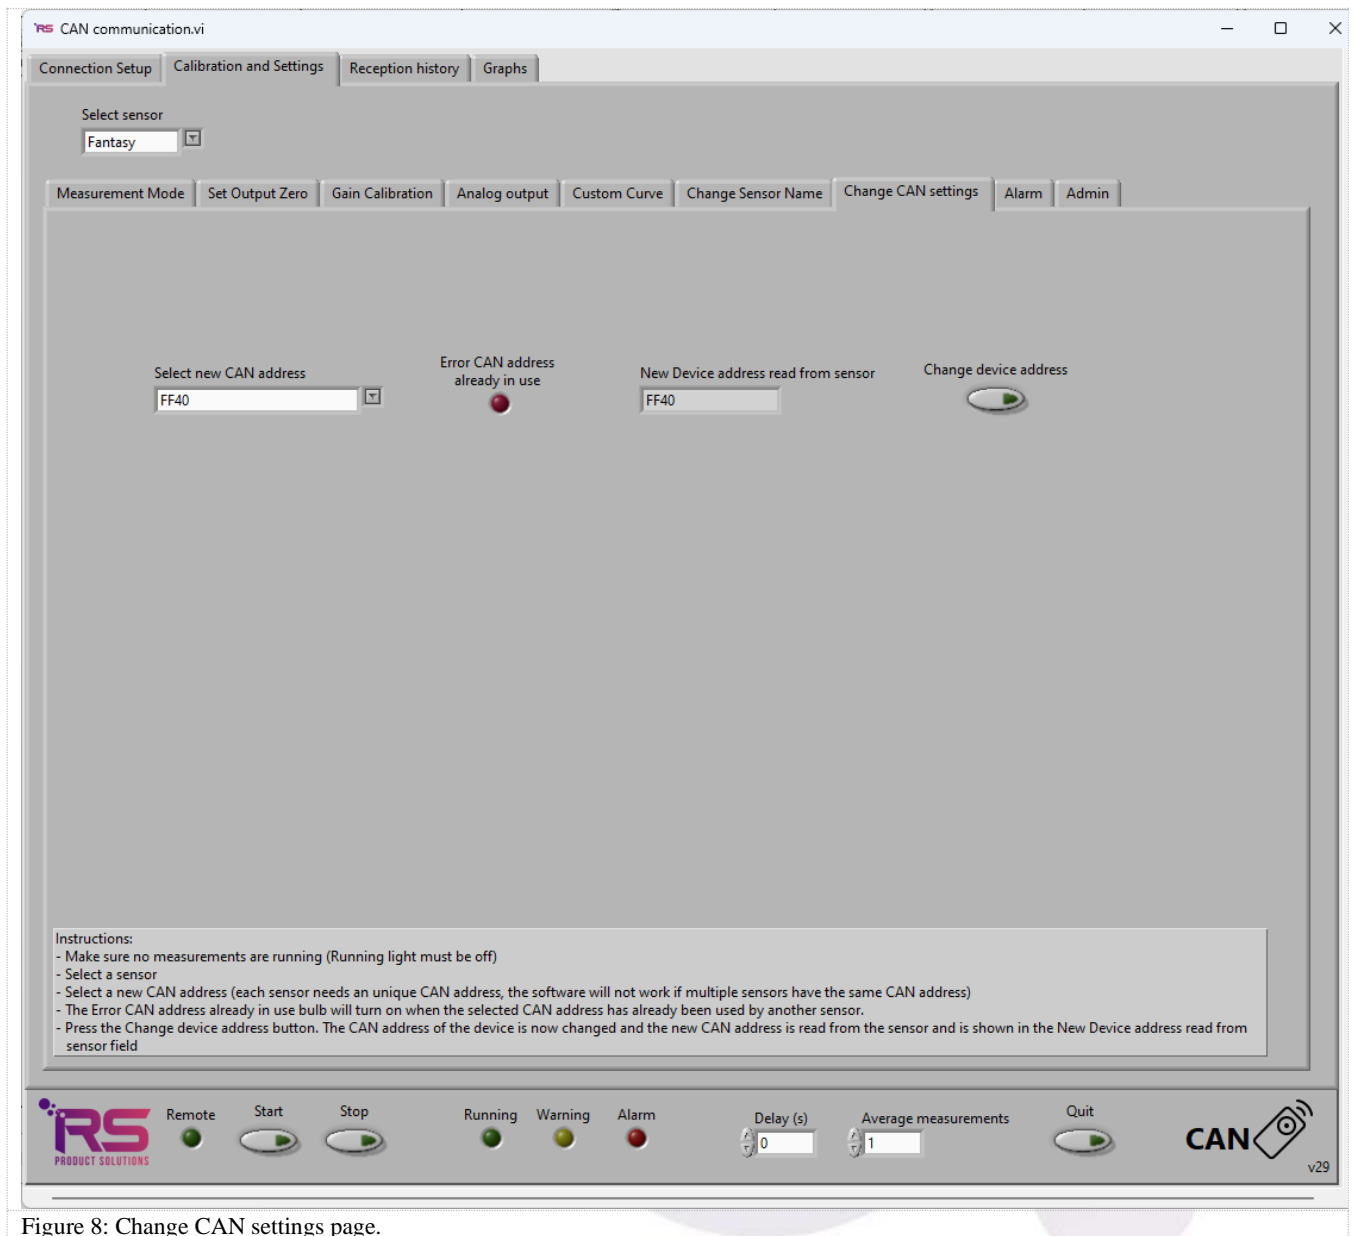 RS CAN communication.vi
Connection Setup Calibration and Settings Reception history Graphs
Select sensor
Fantasy
Measurement Mode Set Output Zero Gain Calibration Analog output Custom Curve Change Sensor Name Change CAN settings Alarm Admin
Select new CAN address
FF40
Error CAN address
already in use
New Device address read from sensor
FF40
Change device address
Instructions:
- Make sure no measurements are running (Running light must be off)
- Select a sensor
- Select a new CAN address (each sensor needs an unique CAN address, the software will not work if multiple sensors have the same CAN address)
- The Error CAN address already in use bulb will turn on when the selected CAN address has already been used by another sensor.
- Press the Change device address button. The CAN address of the device is now changed and the new CAN address is read from the sensor and is shown in the New Device address read from
sensor field
RS
PRODUCT SOLUTIONS
Remote Start Stop Running Warning Alarm
Delay (s)
0
Average measurements
1
Quit
CAN
v29
Figure 8: Change CAN settings page.